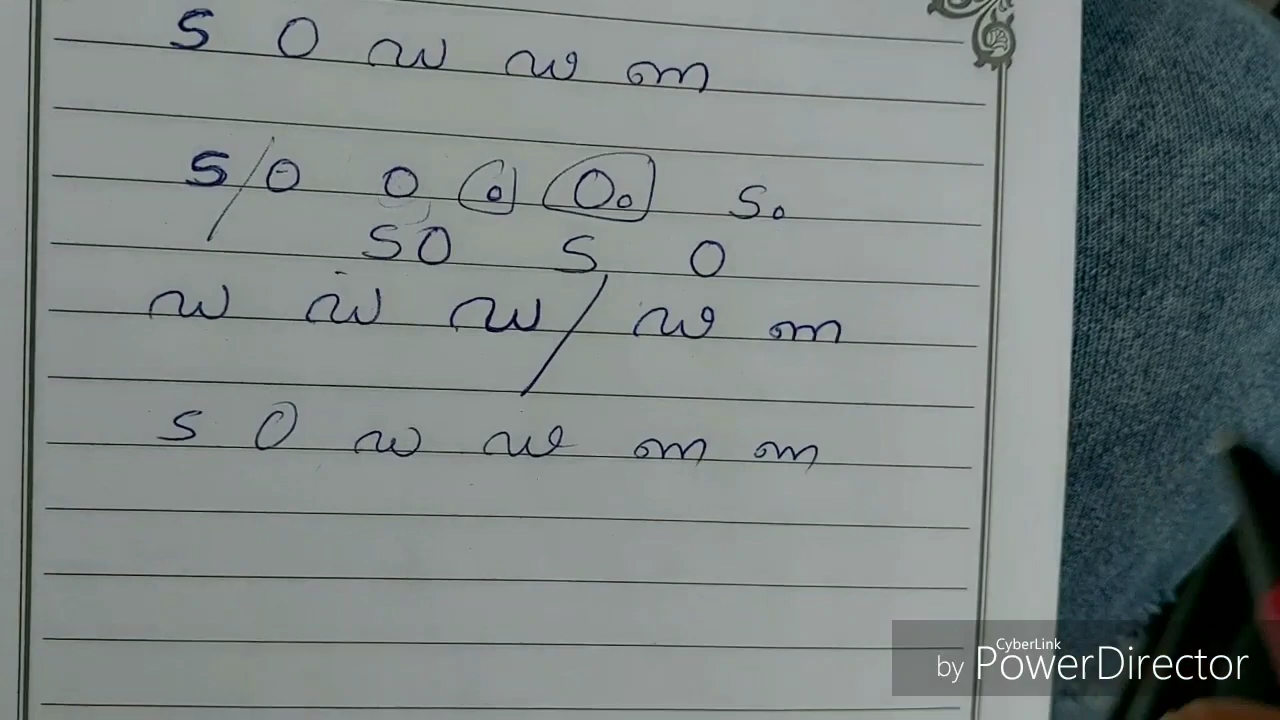 ട ഠ ധ ഡ ത
ട/ഠ ഠ ം ഠം ടം
ടഠ ട ഠ
ധ ധ ധ/ ഡ ത
ട ഠ ധ ഡ ത ത
CyberLink
by PowerDirector